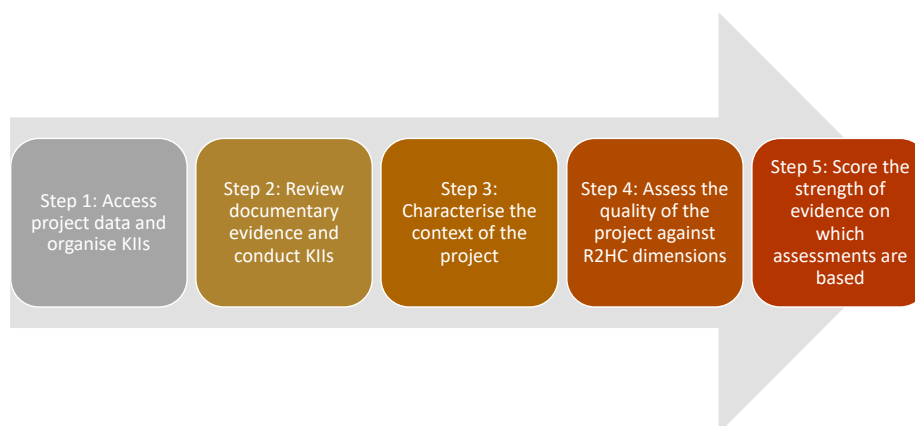 Step 1: Access
project data and
organise KIIs
Step 2: Review
documentary
evidence and
conduct KIIs
Step 3:
Characterise the
context of the
project
Step 4: Assess the
quality of the
project against
R2HC dimensions
Step 5: Score the
strength of
evidence on
which
assessments are
based